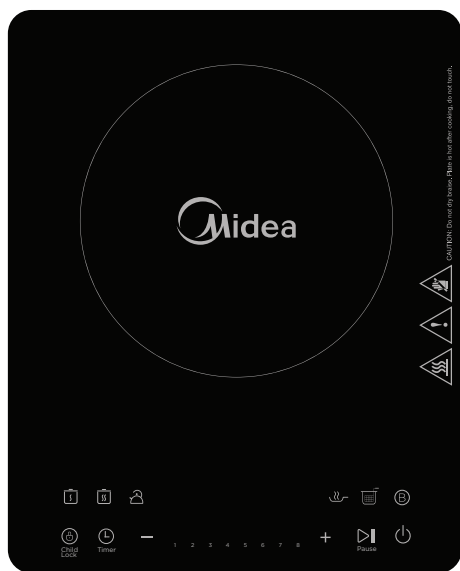 CAUTION: Do not dry braise. Plate is hot after cooking, do not touch.
Midea
B
Child
Lock
Timer
1 2 3 4 5 6 7 8
Pause